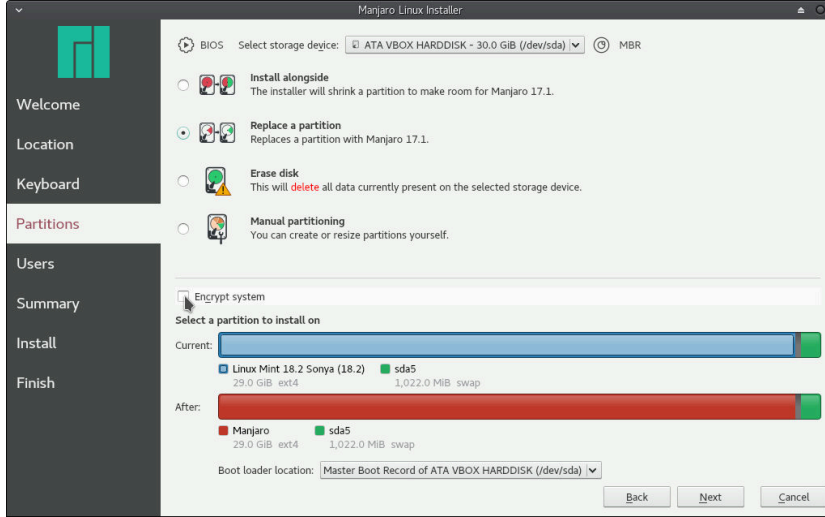 Manjaro Linux Installer
BIOS Select storage device: ATA VBOX HARDDISK - 30.0 GiB (/dev/sda) MBR
Install alongside
The installer will shrink a partition to make room for Manjaro 17.1.
Welcome
Replace a partition
Replaces a partition with Manjaro 17.1.
Location
Erase disk
This will delete all data currently present on the selected storage device.
Keyboard
Manual partitioning
You can create or resize partitions yourself.
Partitions
Users
Summary
Install
Finish
Encrypt system
Select a partition to install on
Current:
Linux Mint 18.2 Sonya (18.2) sda5
29.0 GiB ext4 1,022.0 MiB swap
After:
Manjaro sda5
29.0 GiB ext4 1,022.0 MiB swap
Boot loader location: Master Boot Record of ATA VBOX HARDDISK (/dev/sda)
Back Next Cancel